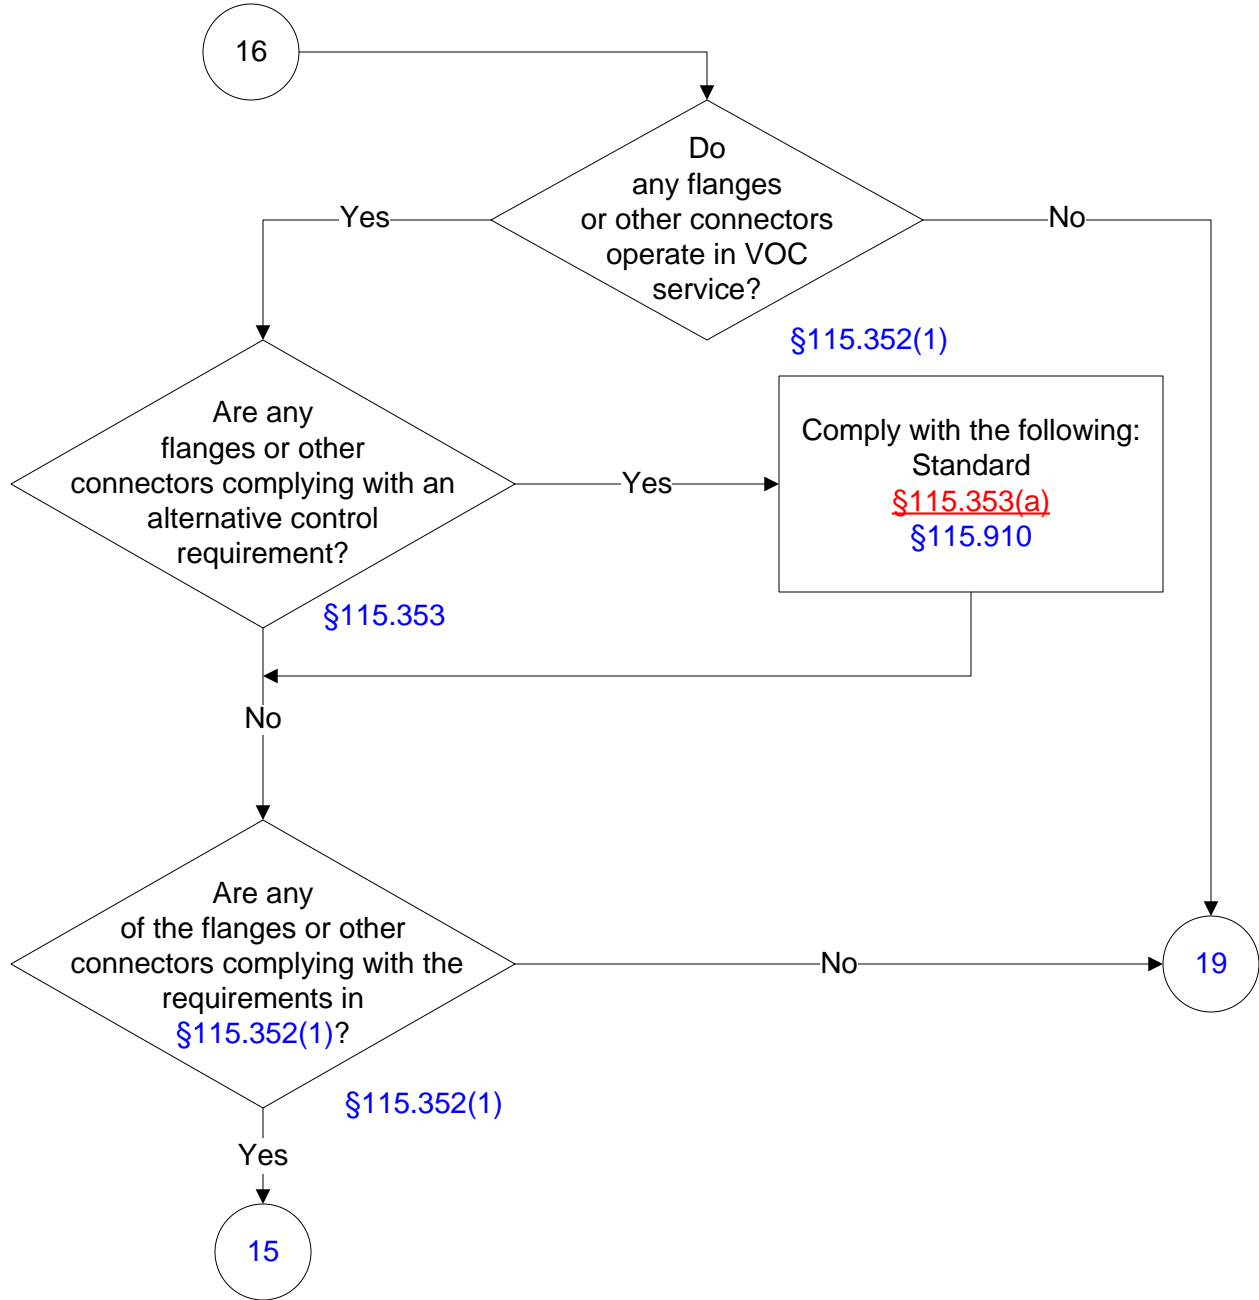 16
Do
any flanges
or other connectors
operate in VOC
service?
Yes
No
§115.352(1)
Are any
flanges or other
connectors complying with an
alternative control
requirement?
Yes
Comply with the following:
Standard
§115.353(a)
§115.910
§115.353
No
Are any
of the flanges or other
connectors complying with the
requirements in
§115.352(1)?
No
19
§115.352(1)
Yes
15